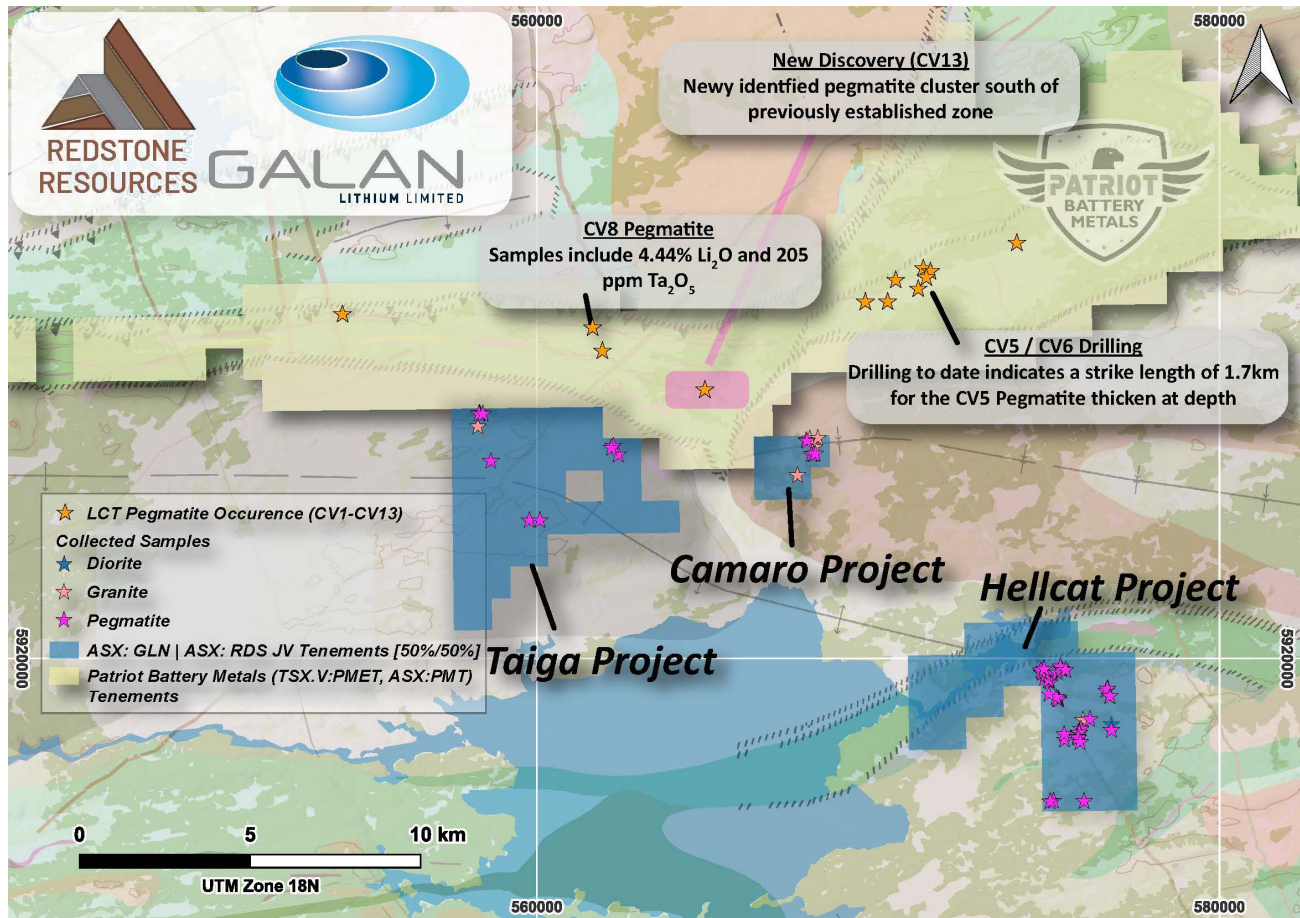 560000
580000
REDSTONE
RESOURCES
GALAN
LITHIUM LIMITED
New Discovery (CV13)
Newy identfied pegmatite cluster south of
previously established zone
PATRIOT
BATTERY
METALS
CV8 Pegmatite
Samples include 4.44% Li₂O and 205
ppm Ta₂O₅
CV5 / CV6 Drilling
Drilling to date indicates a strike length of 1.7km
for the CV5 Pegmatite thicken at depth
LCT Pegmatite Occurence (CV1-CV13)
Collected Samples
Diorite
Granite
Pegmatite
ASX: GLN | ASX: RDS JV Tenements [50%/50%]
Patriot Battery Metals (TSX.V:PMET, ASX:PMT)
Tenements
Camaro Project
Hellcat Project
Taiga Project
5920000
5920000
0 5 10 km
UTM Zone 18N
560000
580000